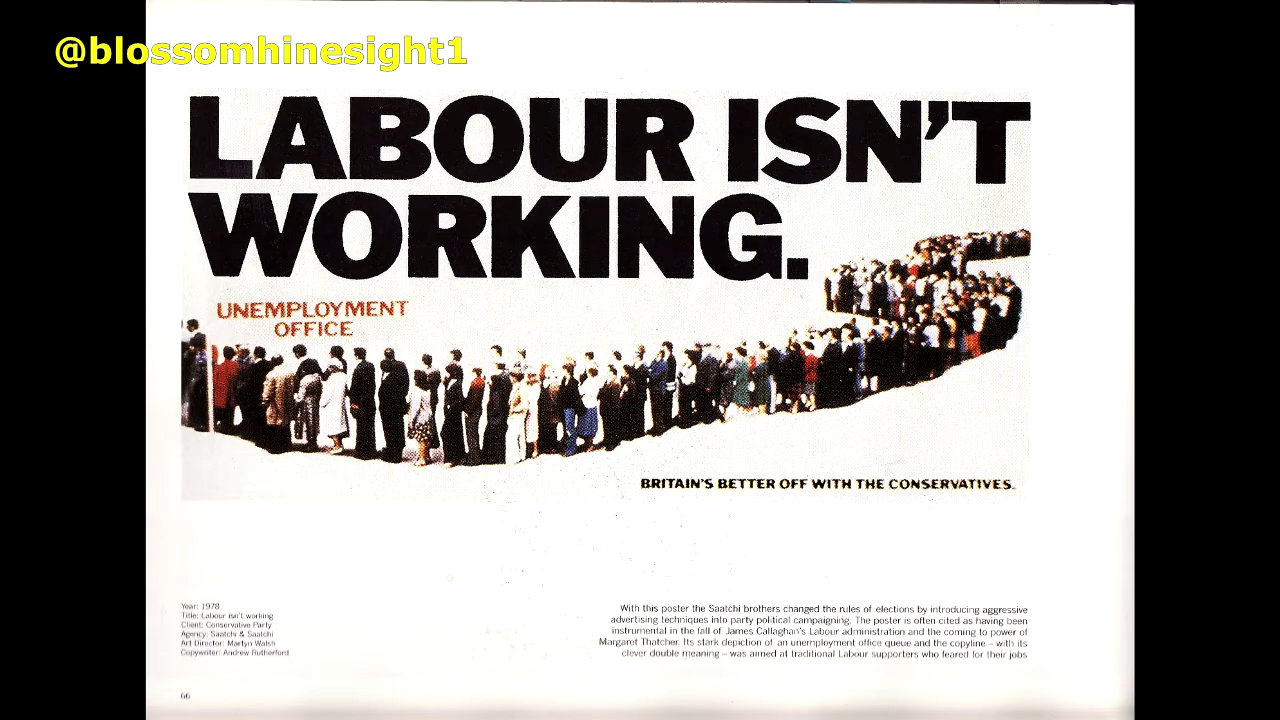 @blossomhinesight1
LABOUR ISN'T
WORKING.
UNEMPLOYMENT
OFFICE
BRITAIN'S BETTER OFF WITH THE CONSERVATIVES.
Year: 1978
Title: Labour isn't working
Client: Conservative Party
Agency: Saatchi & Saatchi
Art Director: Martyn Walsh
Copywriter: Andrew Rutherford
With this poster the Saatchi brothers changed the rules of elections by introducing aggressive
advertising techniques into party political campaigning. The poster is often cited as having been
instrumental in the fall of James Callaghan's Labour administration and the coming to power of
Margaret Thatcher. Its stark depiction of an unemployment office queue and the copyline – with its
clever double meaning – was aimed at traditional Labour supporters who feared for their jobs
66